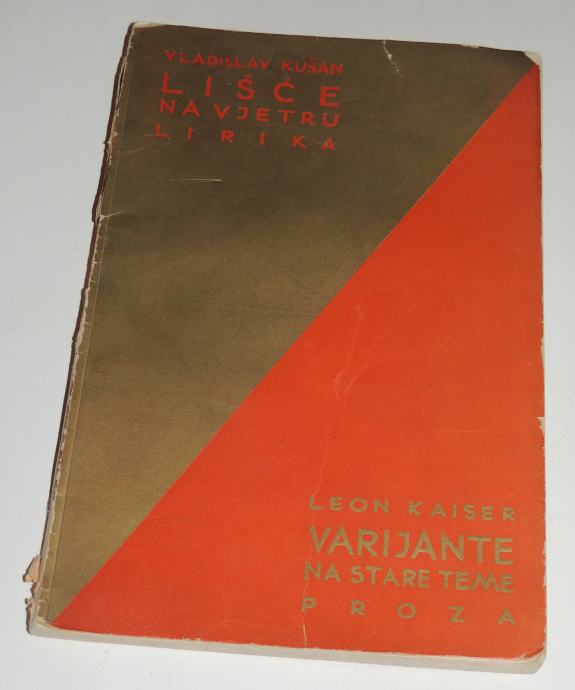 VLADISLAV KUŠAN
LIŠĆE
NA VJETRU
LIRIKA
LEON KAISER
VARIJANTE
NA STARE TEME
PROZA